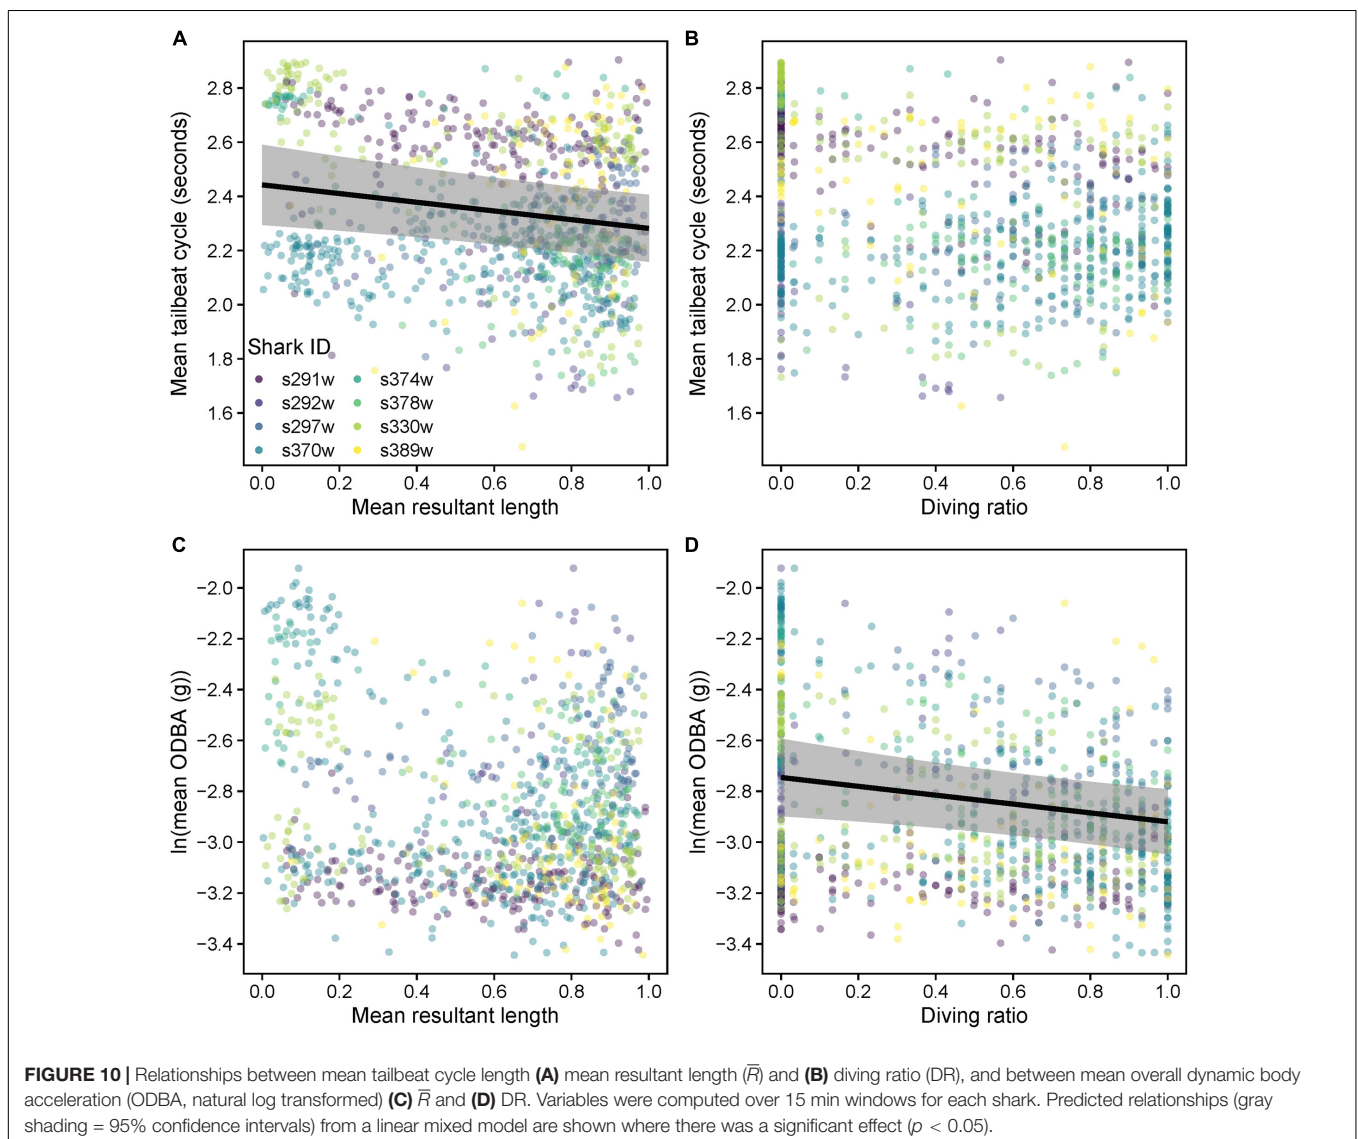 A
B
2.8
2.6
2.4
2.2
2.0
1.8
1.6
Mean tailbeat cycle (seconds)
Shark ID
s291w s374w
s292w s378w
s297w s330w
s370w s389w
0.0 0.2 0.4 0.6 0.8 1.0
Mean resultant length
2.8
2.6
2.4
2.2
2.0
1.8
1.6
Mean tailbeat cycle (seconds)
0.0 0.2 0.4 0.6 0.8 1.0
Diving ratio
C
D
−2.0
−2.2
−2.4
−2.6
−2.8
−3.0
−3.2
−3.4
ln(mean ODBA (g))
0.0 0.2 0.4 0.6 0.8 1.0
Mean resultant length
−2.0
−2.2
−2.4
−2.6
−2.8
−3.0
−3.2
−3.4
ln(mean ODBA (g))
0.0 0.2 0.4 0.6 0.8 1.0
Diving ratio
FIGURE 10 | Relationships between mean tailbeat cycle length (A) mean resultant length (R̅) and (B) diving ratio (DR), and between mean overall dynamic body
acceleration (ODBA, natural log transformed) (C) R̅ and (D) DR. Variables were computed over 15 min windows for each shark. Predicted relationships (gray
shading = 95% confidence intervals) from a linear mixed model are shown where there was a significant effect (p < 0.05).